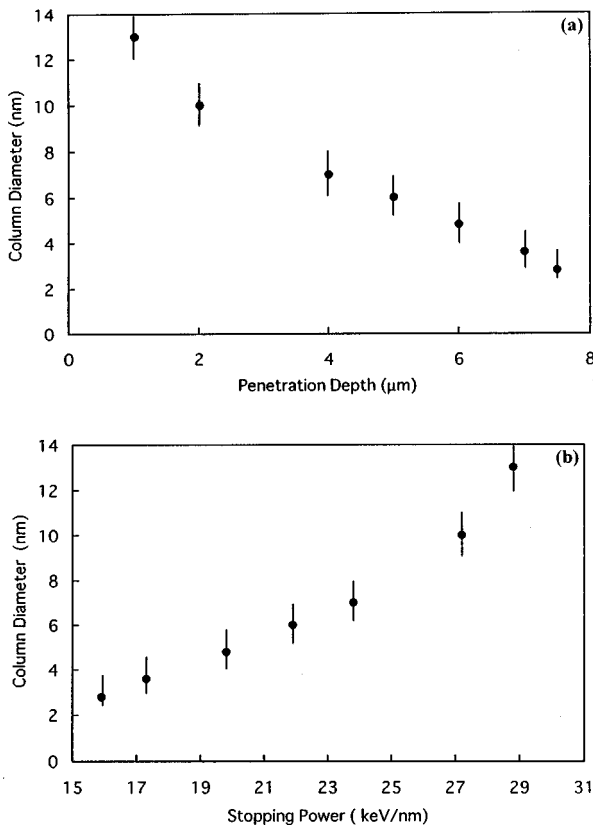 (a)
14
12
10
8
6
4
2
0
Column Diameter (nm)
0 2 4 6 8
Penetration Depth (µm)
(b)
14
12
10
8
6
4
2
0
Column Diameter (nm)
15 17 19 21 23 25 27 29 31
Stopping Power ( keV/nm)